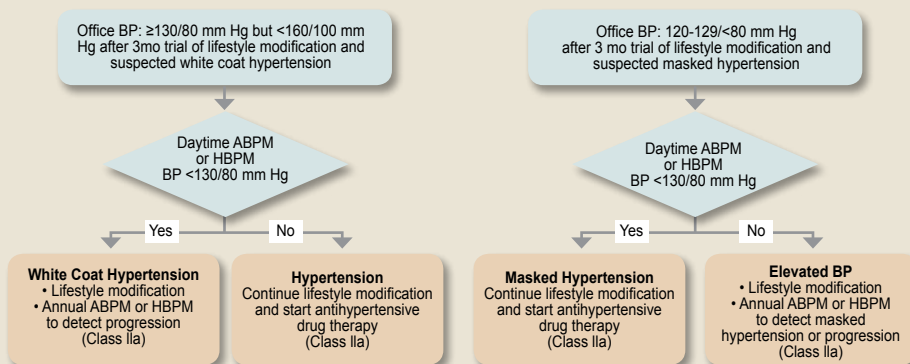 Office BP: ≥130/80 mm Hg but <160/100 mm
Hg after 3mo trial of lifestyle modification and
suspected white coat hypertension
Daytime ABPM
or HBPM
BP <130/80 mm Hg
Yes
No
White Coat Hypertension
• Lifestyle modification
• Annual ABPM or HBPM
to detect progression
(Class IIa)
Hypertension
Continue lifestyle modification
and start antihypertensive
drug therapy
(Class IIa)
Office BP: 120-129/<80 mm Hg
after 3 mo trial of lifestyle modification and
suspected masked hypertension
Daytime ABPM
or HBPM
BP <130/80 mm Hg
Yes
No
Masked Hypertension
Continue lifestyle modification
and start antihypertensive
drug therapy
(Class IIa)
Elevated BP
• Lifestyle modification
• Annual ABPM or HBPM
to detect masked
hypertension or progression
(Class IIa)